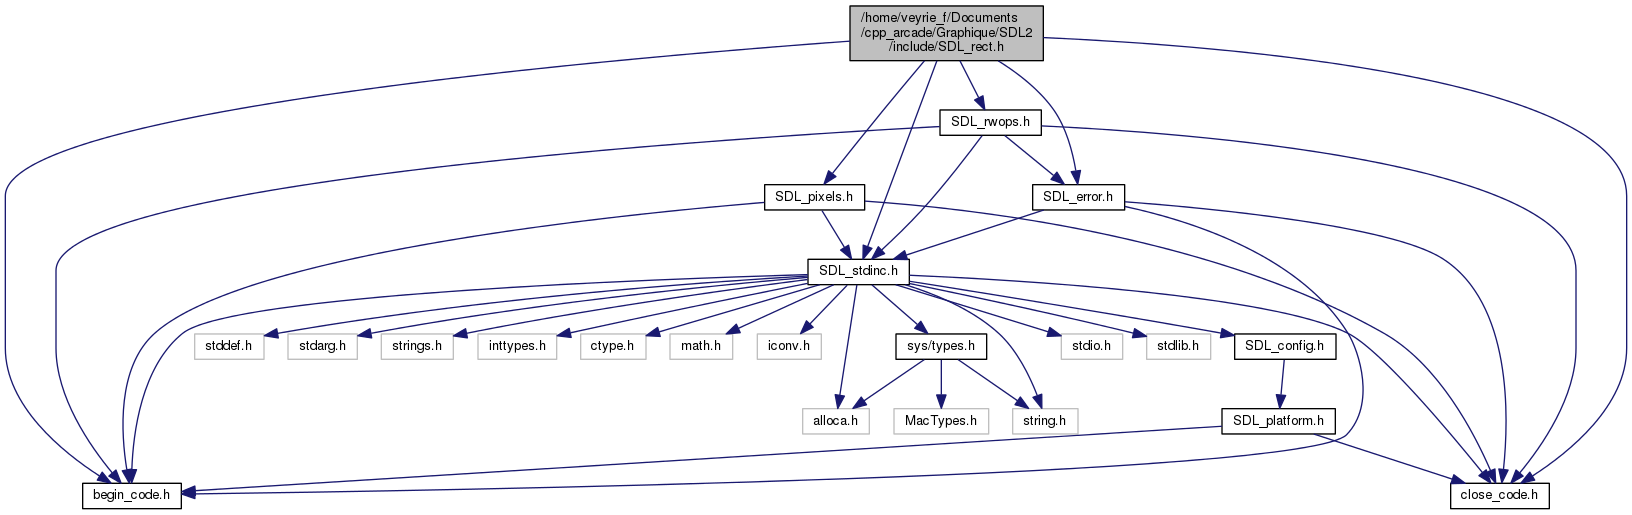 /home/veyrie_f/Documents
/cpp_arcade/Graphique/SDL2
/include/SDL_rect.h
SDL_rwops.h
SDL_pixels.h
SDL_error.h
SDL_stdinc.h
stddef.h
stdarg.h
strings.h
inttypes.h
ctype.h
math.h
iconv.h
sys/types.h
stdio.h
stdlib.h
SDL_config.h
alloca.h
MacTypes.h
string.h
SDL_platform.h
begin_code.h
close_code.h